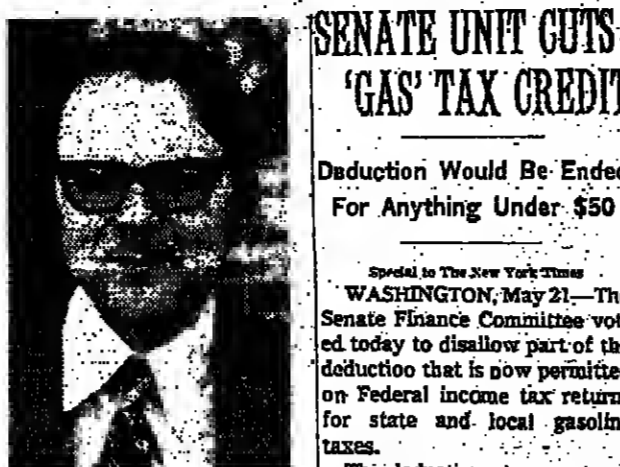 SENATE UNIT CUTS
'GAS' TAX CREDIT
Deduction Would Be Ended
For Anything Under $50
Special to The New York Times
WASHINGTON, May 21—The
Senate Finance Committee vot-
ed today to disallow part of the
deductioo that is now permitted
on Federal income tax return
for state and local gasolin
taxes.